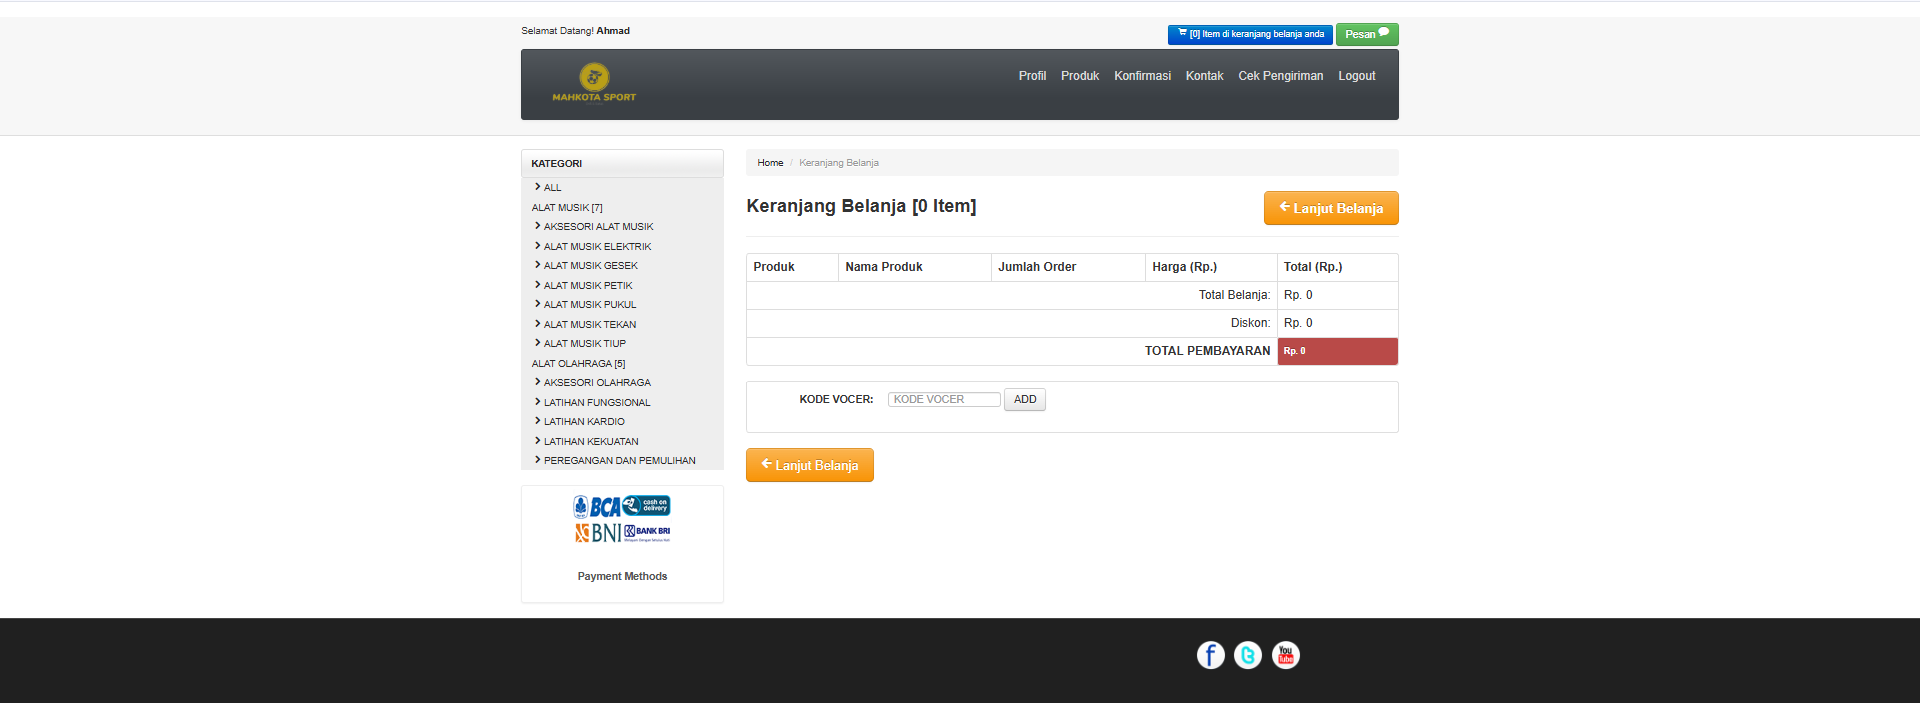 Selamat Datang! Ahmad
[0] Item di keranjang belanja anda
Pesan
MAHKOTA SPORT
Profil Produk Konfirmasi Kontak Cek Pengiriman Logout
KATEGORI
ALL
ALAT MUSIK [7]
AKSESORI ALAT MUSIK
ALAT MUSIK ELEKTRIK
ALAT MUSIK GESEK
ALAT MUSIK PETIK
ALAT MUSIK PUKUL
ALAT MUSIK TEKAN
ALAT MUSIK TIUP
ALAT OLAHRAGA [5]
AKSESORI OLAHRAGA
LATIHAN FUNGSIONAL
LATIHAN KARDIO
LATIHAN KEKUATAN
PEREGANGAN DAN PEMULIHAN
BCA
cash on
delivery
BNI
BANK BRI
Payment Methods
Home / Keranjang Belanja
Keranjang Belanja [0 Item]
Lanjut Belanja
Produk Nama Produk Jumlah Order Harga (Rp.) Total (Rp.)
Total Belanja: Rp. 0
Diskon: Rp. 0
TOTAL PEMBAYARAN Rp. 0
KODE VOCER: KODE VOCER ADD
Lanjut Belanja
You
Tube